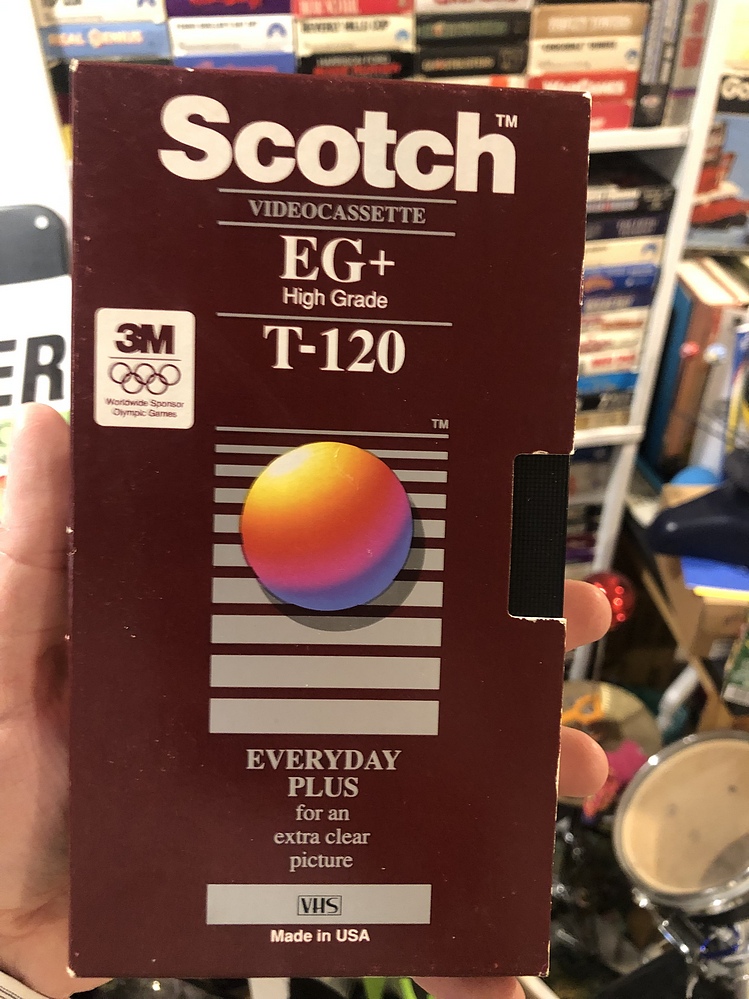 Scotch™
VIDEOCASSETTE
EG+
High Grade
T-120
3M
Worldwide Sponsor
Olympic Games
TM
EVERYDAY
PLUS
for an
extra clear
picture
VHS
Made in USA
ER